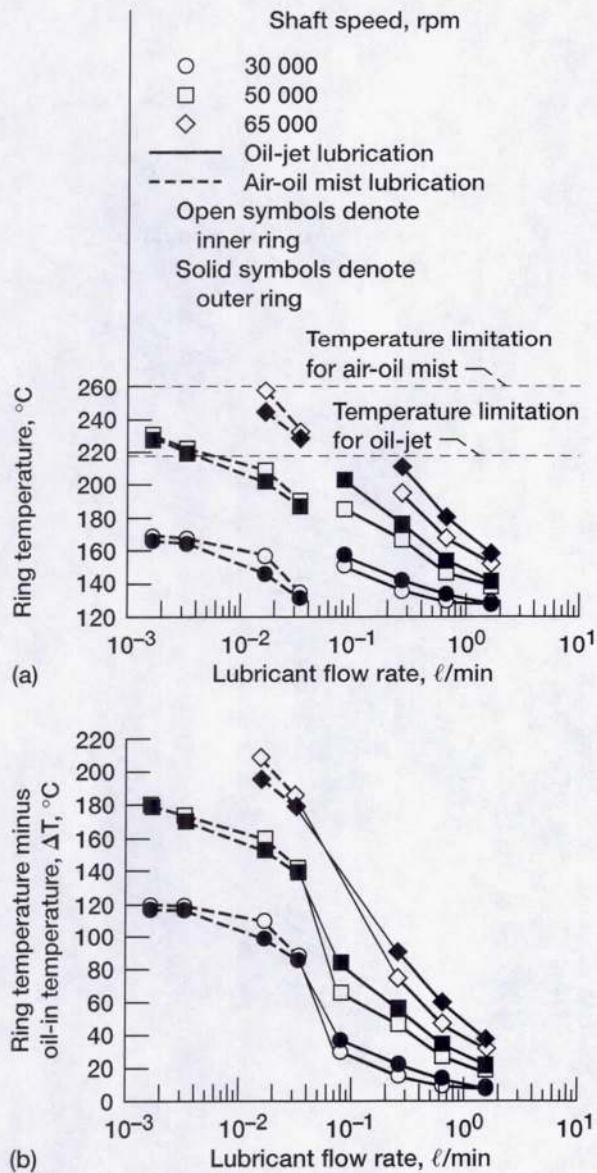 Shaft speed, rpm
30 000
50 000
65 000
Oil-jet lubrication
Air-oil mist lubrication
Open symbols denote
inner ring
Solid symbols denote
outer ring
Temperature limitation
for air-oil mist
Temperature limitation
for oil-jet
Ring temperature, °C
260
240
220
200
180
160
140
120
10⁻³
10⁻²
10⁻¹
10⁰
10¹
(a)
Lubricant flow rate, ℓ/min
Ring temperature minus
oil-in temperature, ΔT, °C
220
200
180
160
140
120
100
80
60
40
20
0
10⁻³
10⁻²
10⁻¹
10⁰
10¹
(b)
Lubricant flow rate, ℓ/min